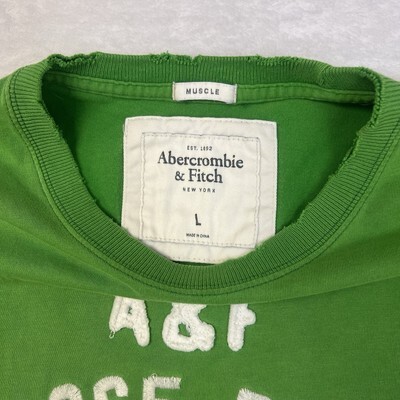 MUSCLE
EST. 1892
Abercrombie
& Fitch
NEW YORK
L
MADE IN CHINA
A&F